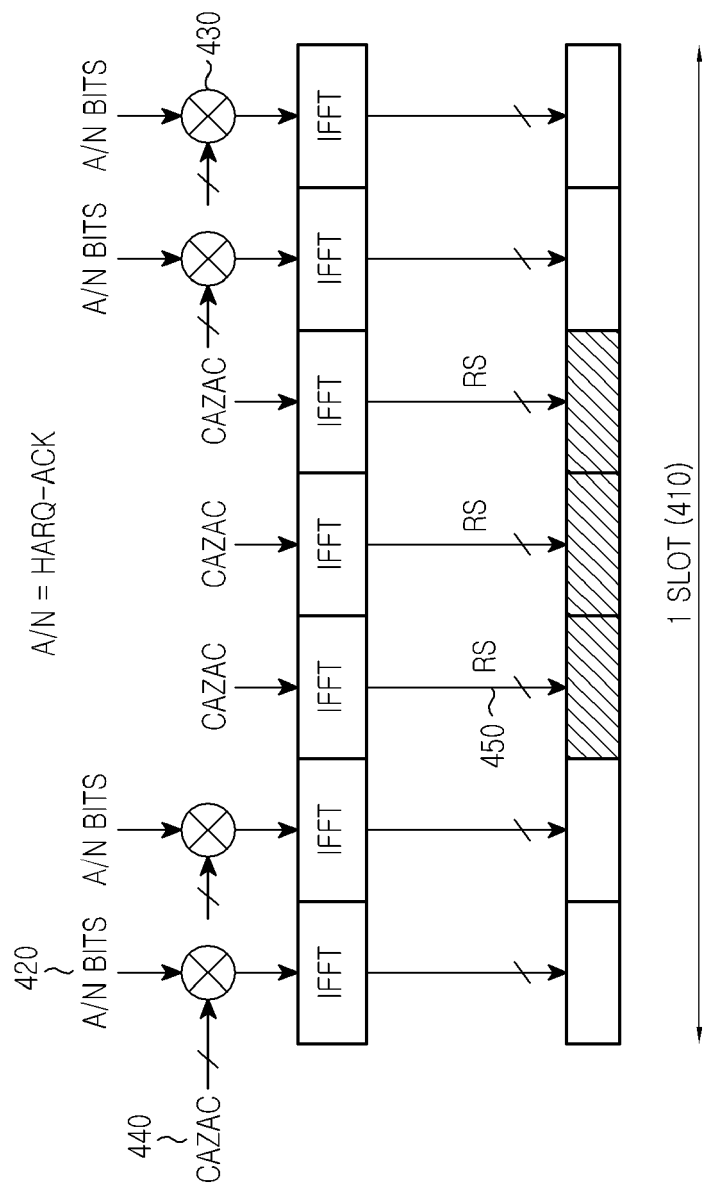 A/N = HARQ-ACK
420
A/N BITS
A/N BITS
A/N BITS
A/N BITS
440
CAZAC
CAZAC
CAZAC
CAZAC
430
IFFT
IFFT
IFFT
IFFT
IFFT
IFFT
IFFT
450
RS
RS
RS
1 SLOT (410)